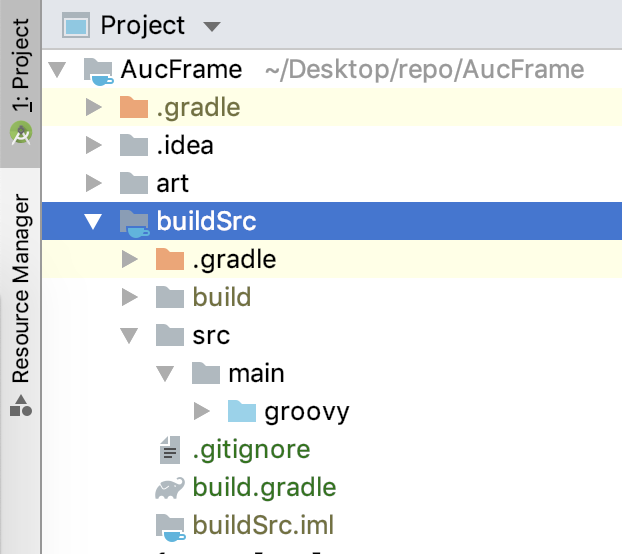 Project
1: Project
Resource Manager
AucFrame ~/Desktop/repo/AucFrame
.gradle
.idea
art
buildSrc
.gradle
build
src
main
groovy
.gitignore
build.gradle
buildSrc.iml